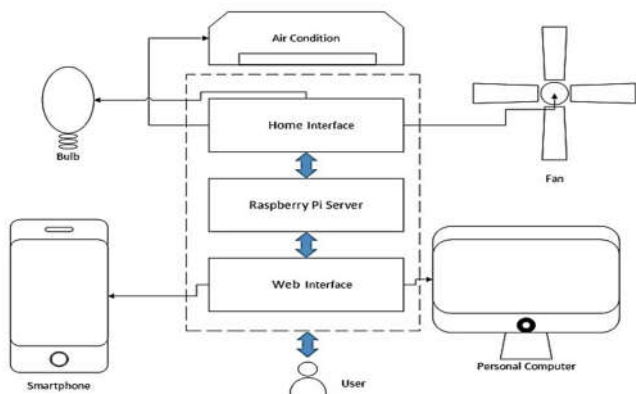 Air Condition
Home Interface
Bulb
Fan
Raspberry Pi Server
Web Interface
Smartphone
User
Personal Computer